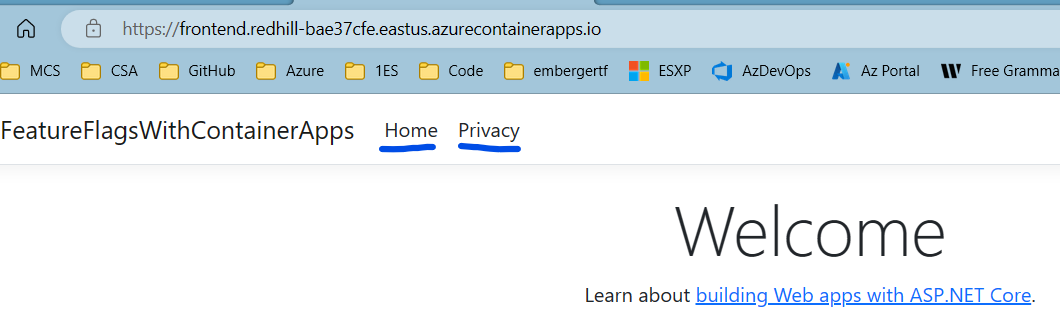 https://frontend.redhill-bae37cfe.eastus.azurecontainerapps.io
MCS CSA GitHub Azure 1ES Code embergertf ESXP AzDevOps Az Portal Free Gramma
FeatureFlagsWithContainerApps Home Privacy
Welcome
Learn about building Web apps with ASP.NET Core.